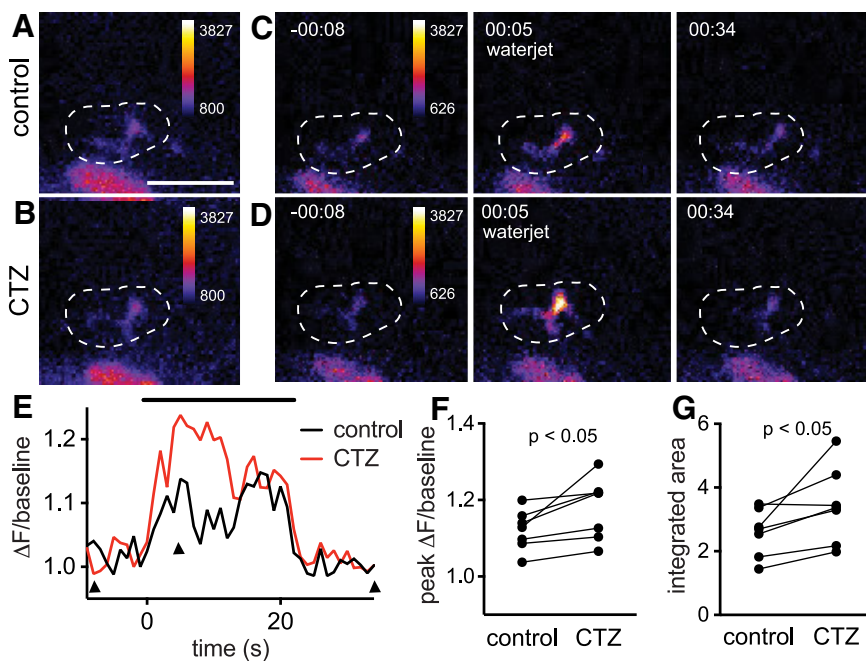 A
control
3827
800
C
-00:08
3827
626
00:05
waterjet
00:34
B
CTZ
3827
800
D
-00:08
3827
626
00:05
waterjet
00:34
E
ΔF/baseline
1.2
1.1
1.0
0
20
time (s)
control
CTZ
F
peak ΔF/baseline
1.4
1.2
1.0
p < 0.05
control
CTZ
G
integrated area
6
4
2
0
p < 0.05
control
CTZ